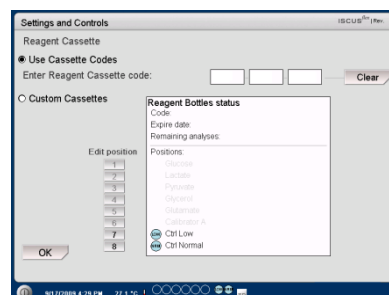 Settings and Controls
ISCUS
Reagent Cassette
Use Cassette Codes
Enter Reagent Cassette code:
Clear
Custom Cassettes
Reagent Bottles status
Code:
Expire date:
Remaining analyses:
Edit position
Positions:
1 Glucose
2 Lactate
3 Pyruvate
4 Glycerol
5 Glutamate
6 Calibrator A
7 Ctrl Low
8 Ctrl Normal
OK
9/17/2009 4:29 PM 27.1 °C